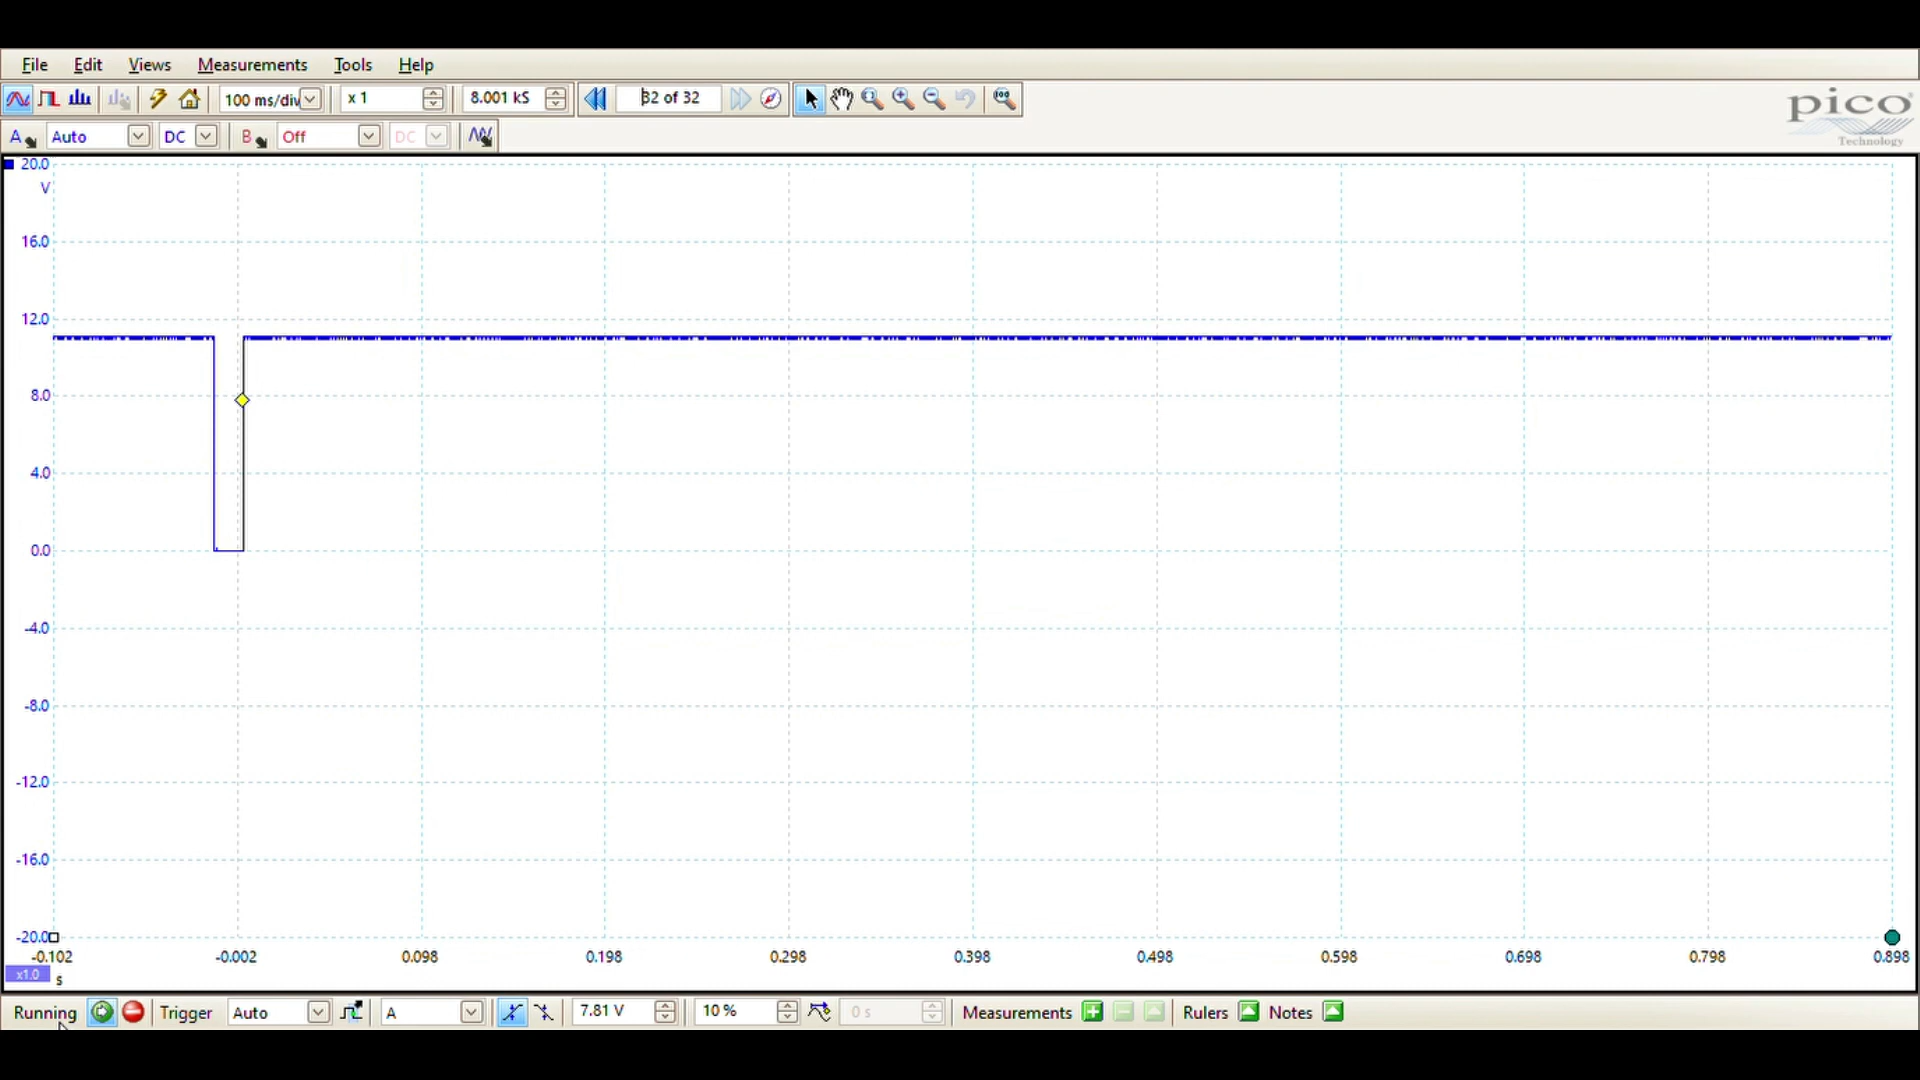 File Edit Views Measurements Tools Help
100 ms/div x 1 8.001 kS 32 of 32
pico
Technology
A Auto DC B Off DC
20.0
V
16.0
12.0
8.0
4.0
0.0
-4.0
-8.0
-12.0
-16.0
-20.0
-0.102 -0.002 0.098 0.198 0.298 0.398 0.498 0.598 0.698 0.798 0.898
x1.0 s
Running Trigger Auto A 7.81 V 10 % 0 s Measurements Rulers Notes